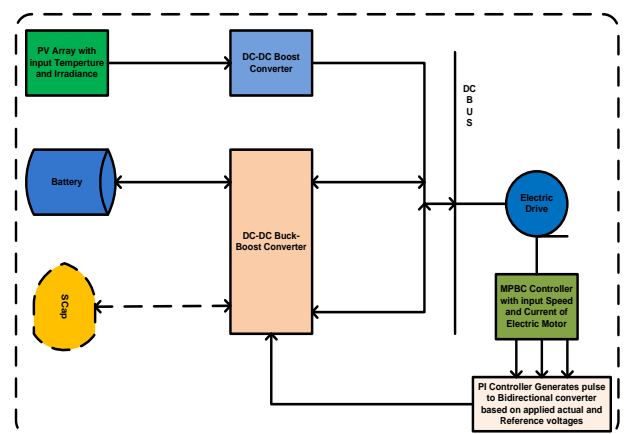 PV Array with
input Temperture
and Irradiance
DC-DC Boost
Converter
DC
B
U
S
Battery
DC-DC Buck-
Boost Converter
Electric
Drive
SCap
MPBC Controller
with input Speed
and Current of
Electric Motor
PI Controller Generates pulse
to Bidirectional converter
based on applied actual and
Reference voltages